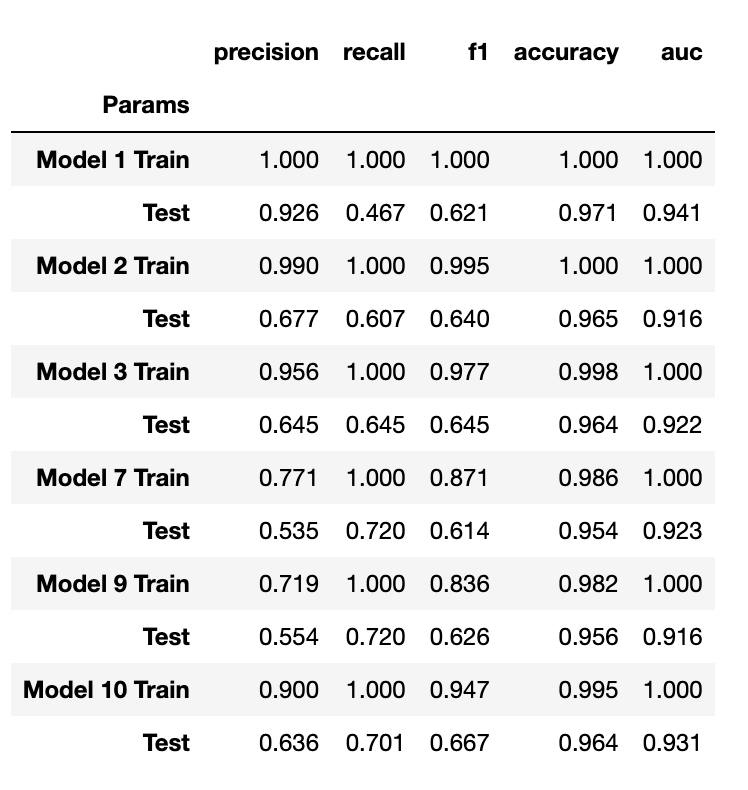 precision recall f1 accuracy auc
Params
Model 1 Train 1.000 1.000 1.000 1.000 1.000
Test 0.926 0.467 0.621 0.971 0.941
Model 2 Train 0.990 1.000 0.995 1.000 1.000
Test 0.677 0.607 0.640 0.965 0.916
Model 3 Train 0.956 1.000 0.977 0.998 1.000
Test 0.645 0.645 0.645 0.964 0.922
Model 7 Train 0.771 1.000 0.871 0.986 1.000
Test 0.535 0.720 0.614 0.954 0.923
Model 9 Train 0.719 1.000 0.836 0.982 1.000
Test 0.554 0.720 0.626 0.956 0.916
Model 10 Train 0.900 1.000 0.947 0.995 1.000
Test 0.636 0.701 0.667 0.964 0.931